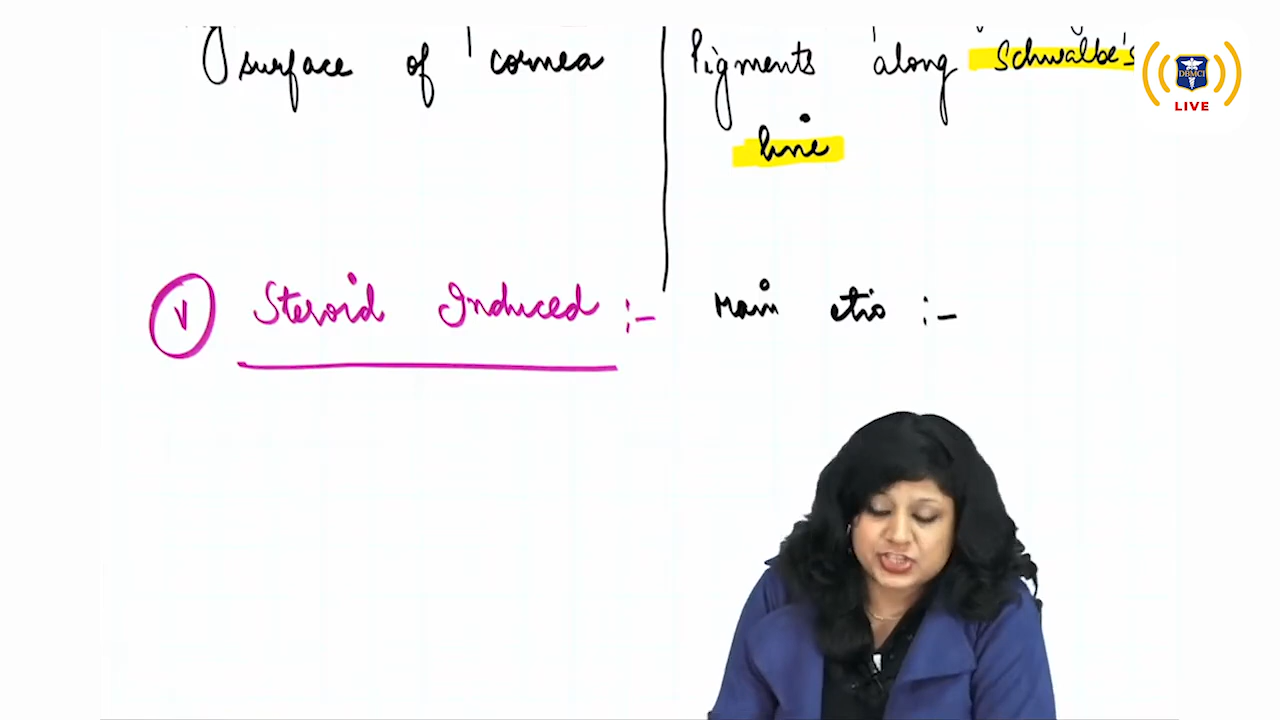 surface of cornea
Pigments along Schwalbe's
line
V Steroid Induced :- Main etio :-
DBMCI
LIVE